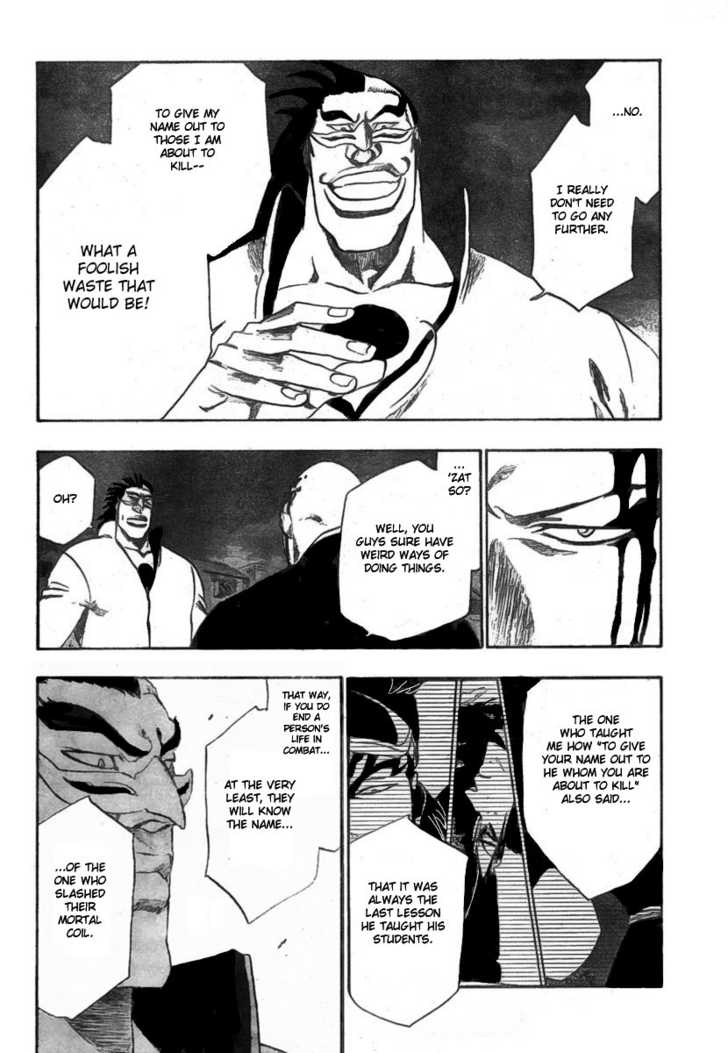 ...NO.
I REALLY
DON'T NEED
TO GO ANY
FURTHER.
TO GIVE MY
NAME OUT TO
THOSE I AM
ABOUT TO
KILL--
WHAT A
FOOLISH
WASTE THAT
WOULD BE!
...
'ZAT
SO?
WELL, YOU
GUYS SURE HAVE
WEIRD WAYS OF
DOING THINGS.
OH?
THE ONE
WHO TAUGHT
ME HOW "TO GIVE
YOUR NAME OUT TO
HE WHOM YOU ARE
ABOUT TO KILL"
ALSO SAID...
THAT IT WAS
ALWAYS THE
LAST LESSON
HE TAUGHT HIS
STUDENTS.
THAT WAY,
IF YOU DO
END A
PERSON'S
LIFE IN
COMBAT...
AT THE VERY
LEAST, THEY
WILL KNOW
THE NAME...
...OF THE
ONE WHO
SLASHED
THEIR
MORTAL
COIL.